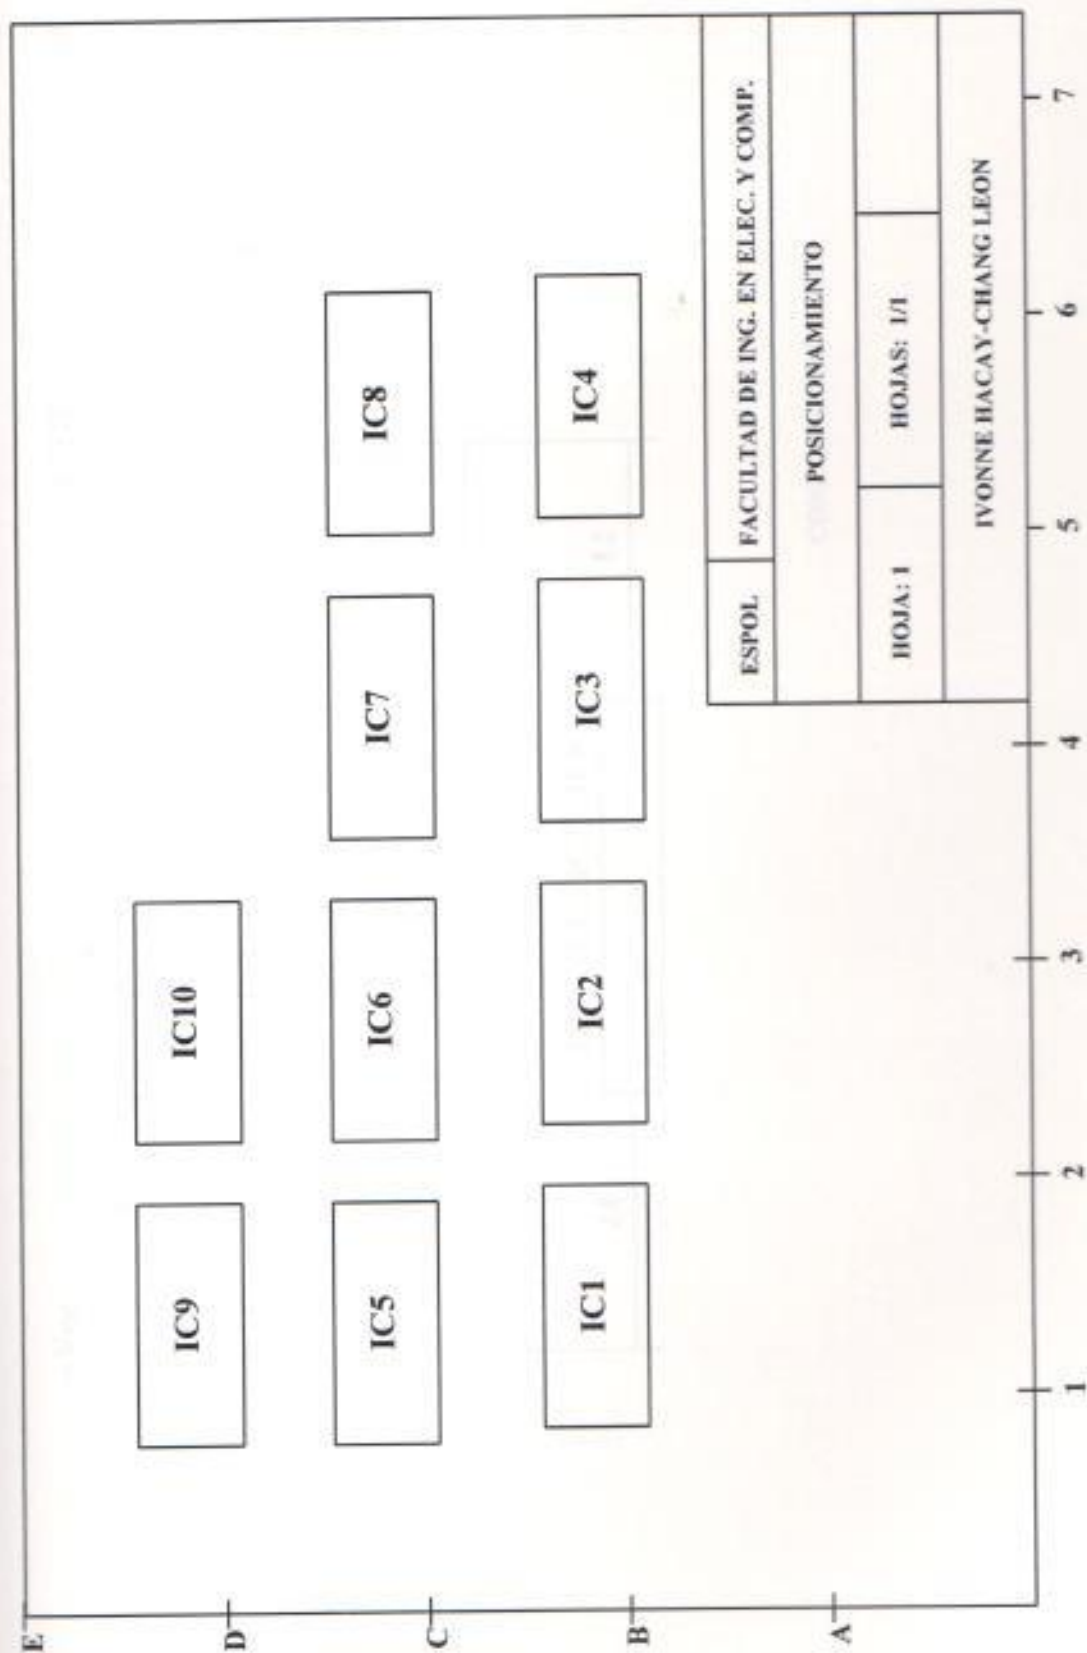 E
D
C
B
A
IC9
IC10
IC5
IC6
IC7
IC8
IC1
IC2
IC3
IC4
ESPOL
FACULTAD DE ING. EN ELEC. Y COMP.
POSICIONAMIENTO
HOJA: 1
HOJAS: 1/1
IVONNE HACAY-CHANG LEON
1
2
3
4
5
6
7